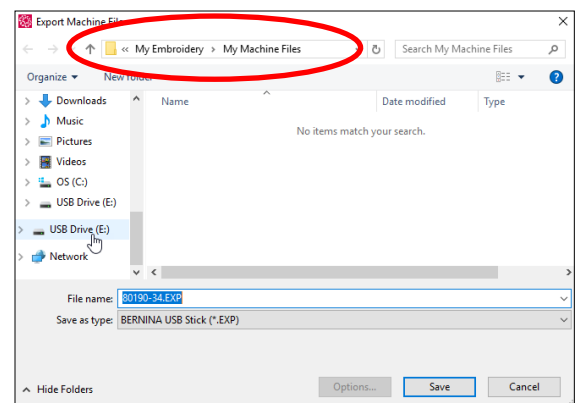 Export Machine Files
« My Embroidery › My Machine Files
Search My Machine Files
Organize
New folder
Name
Date modified
Type
No items match your search.
Downloads
Music
Pictures
Videos
OS (C:)
USB Drive (E:)
USB Drive (E:)
Network
File name: 80190-34.EXP
Save as type: BERNINA USB Stick (*.EXP)
Hide Folders
Options...
Save
Cancel